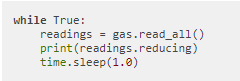 while True:
    readings = gas.read_all()
    print(readings.reducing)
    time.sleep(1.0)